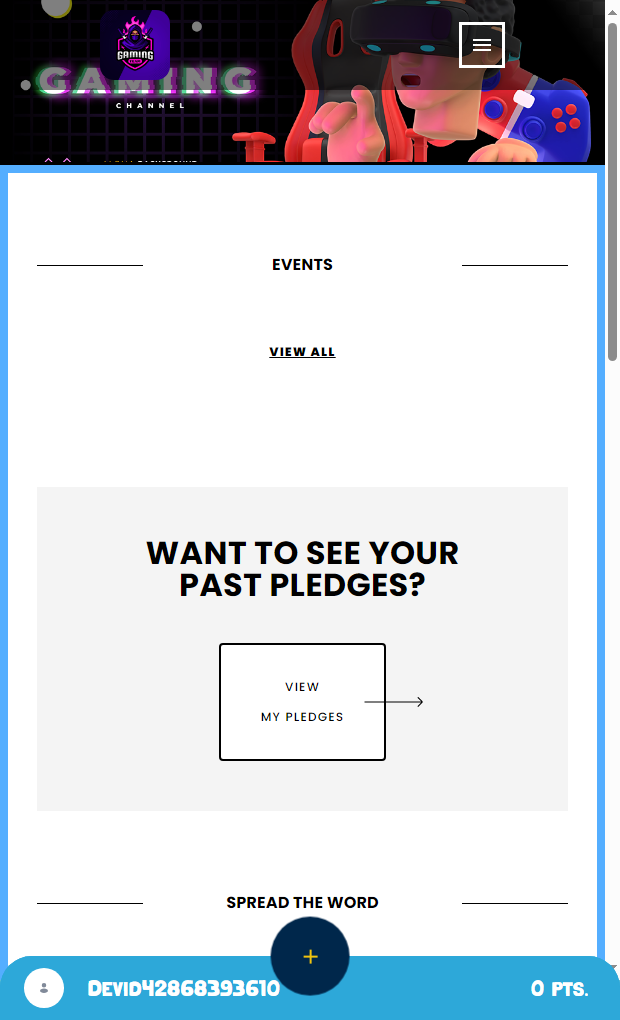 GAMING
GAMING
CHANNEL
EVENTS
VIEW ALL
WANT TO SEE YOUR
PAST PLEDGES?
VIEW
MY PLEDGES
SPREAD THE WORD
+
Devid42868393610
0 PTS.